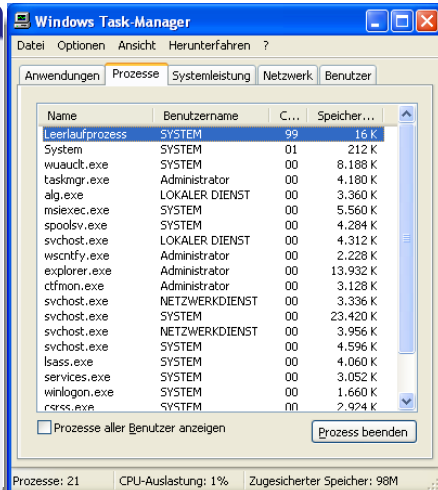 Windows Task-Manager
Datei Optionen Ansicht Herunterfahren ?
Anwendungen Prozesse Systemleistung Netzwerk Benutzer
Name Benutzername C... Speicher...
Leerlaufprozess SYSTEM 99 16 K
System SYSTEM 01 212 K
wuauclt.exe SYSTEM 00 8.188 K
taskmgr.exe Administrator 00 4.180 K
alg.exe LOKALER DIENST 00 3.360 K
msiexec.exe SYSTEM 00 5.560 K
spoolsv.exe SYSTEM 00 4.284 K
svchost.exe LOKALER DIENST 00 4.312 K
wscntfy.exe Administrator 00 2.228 K
explorer.exe Administrator 00 13.932 K
ctfmon.exe Administrator 00 3.128 K
svchost.exe NETZWERKDIENST 00 3.336 K
svchost.exe SYSTEM 00 23.420 K
svchost.exe NETZWERKDIENST 00 3.956 K
svchost.exe SYSTEM 00 4.596 K
lsass.exe SYSTEM 00 4.060 K
services.exe SYSTEM 00 3.052 K
winlogon.exe SYSTEM 00 1.660 K
csrss.exe SYSTEM 00 2.924 K
Prozesse aller Benutzer anzeigen Prozess beenden
Prozesse: 21 CPU-Auslastung: 1% Zugesicherter Speicher: 98M